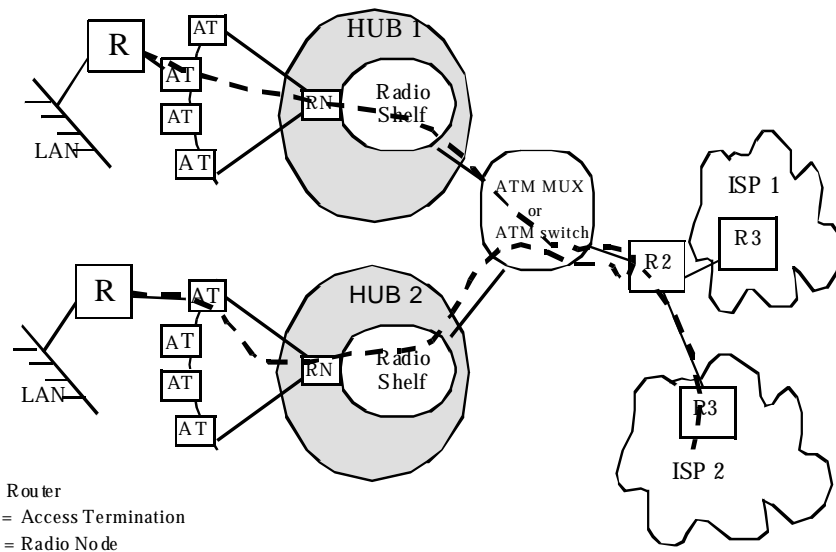 HUB 1
AT
R
AT
Radio
Shelf
RN
AT
LAN
AT
ATM MUX
or
ATM switch
ISP 1
R3
R2
HUB 2
R
AT
AT
RN
Radio
Shelf
AT
LAN
AT
R3
ISP 2
Router
= Access Termination
= Radio Node